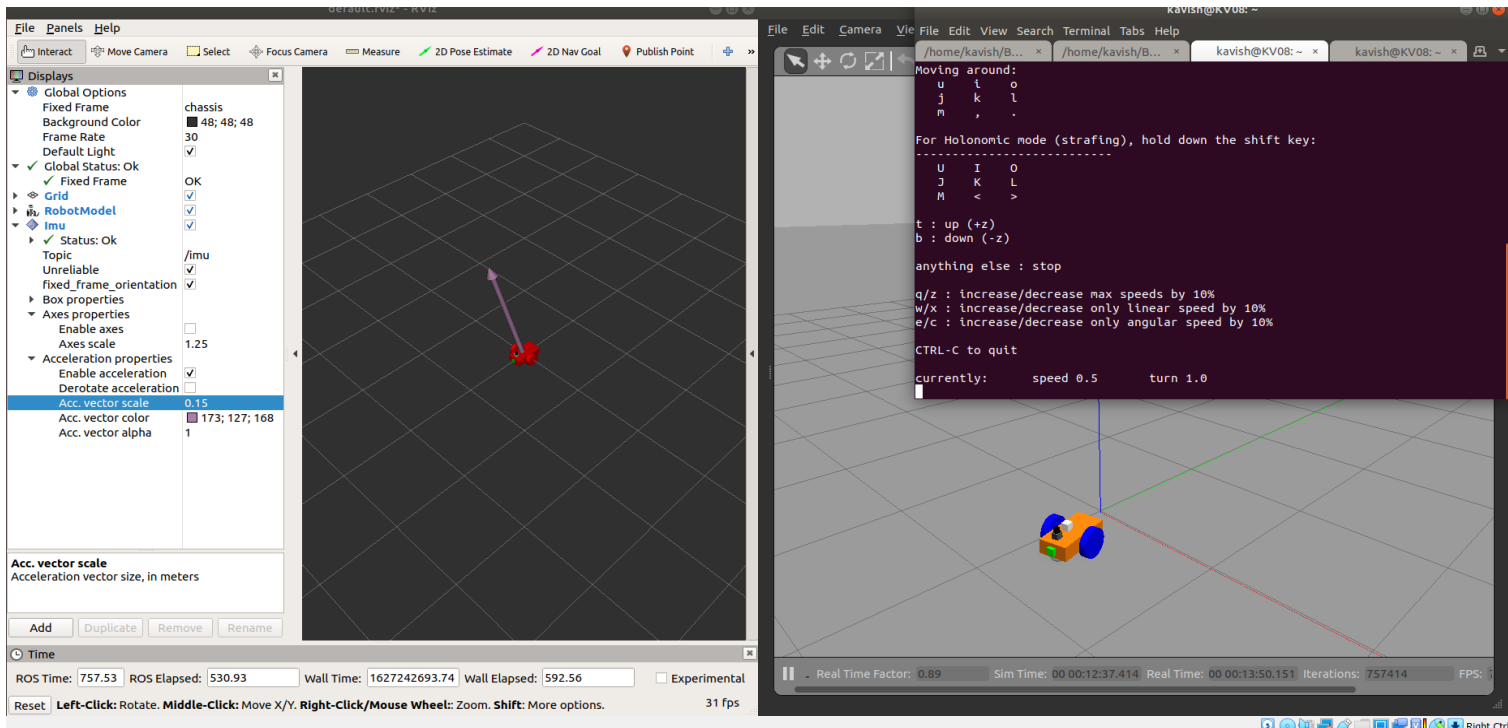 default.rviz* - RViz
File Panels Help
Interact Move Camera Select Focus Camera Measure 2D Pose Estimate 2D Nav Goal Publish Point »
Displays
Global Options
Fixed Frame chassis
Background Color 48; 48; 48
Frame Rate 30
Default Light
Global Status: Ok
Fixed Frame OK
Grid
RobotModel
Imu
Status: Ok
Topic /imu
Unreliable
fixed_frame_orientation
Box properties
Axes properties
Enable axes
Axes scale 1.25
Acceleration properties
Enable acceleration
Derotate acceleration
Acc. vector scale 0.15
Acc. vector color 173; 127; 168
Acc. vector alpha 1
Acc. vector scale
Acceleration vector size, in meters
Add Duplicate Remove Rename
Time
ROS Time: 757.53 ROS Elapsed: 530.93 Wall Time: 1627242693.74 Wall Elapsed: 592.56 Experimental
Reset Left-Click: Rotate. Middle-Click: Move X/Y. Right-Click/Mouse Wheel:: Zoom. Shift: More options. 31 fps
File Edit Camera Vie
kavish@KV08: ~
File Edit View Search Terminal Tabs Help
/home/kavish/B... × /home/kavish/B... × kavish@KV08: ~ × kavish@KV08: ~ ×
Moving around:
u i o
j k l
m , .
For Holonomic mode (strafing), hold down the shift key:
---------------------------
U I O
J K L
M < >
t : up (+z)
b : down (-z)
anything else : stop
q/z : increase/decrease max speeds by 10%
w/x : increase/decrease only linear speed by 10%
e/c : increase/decrease only angular speed by 10%
CTRL-C to quit
currently: speed 0.5 turn 1.0
Real Time Factor: 0.89 Sim Time: 00 00:12:37.414 Real Time: 00 00:13:50.151 Iterations: 757414 FPS:
Right Ctrl